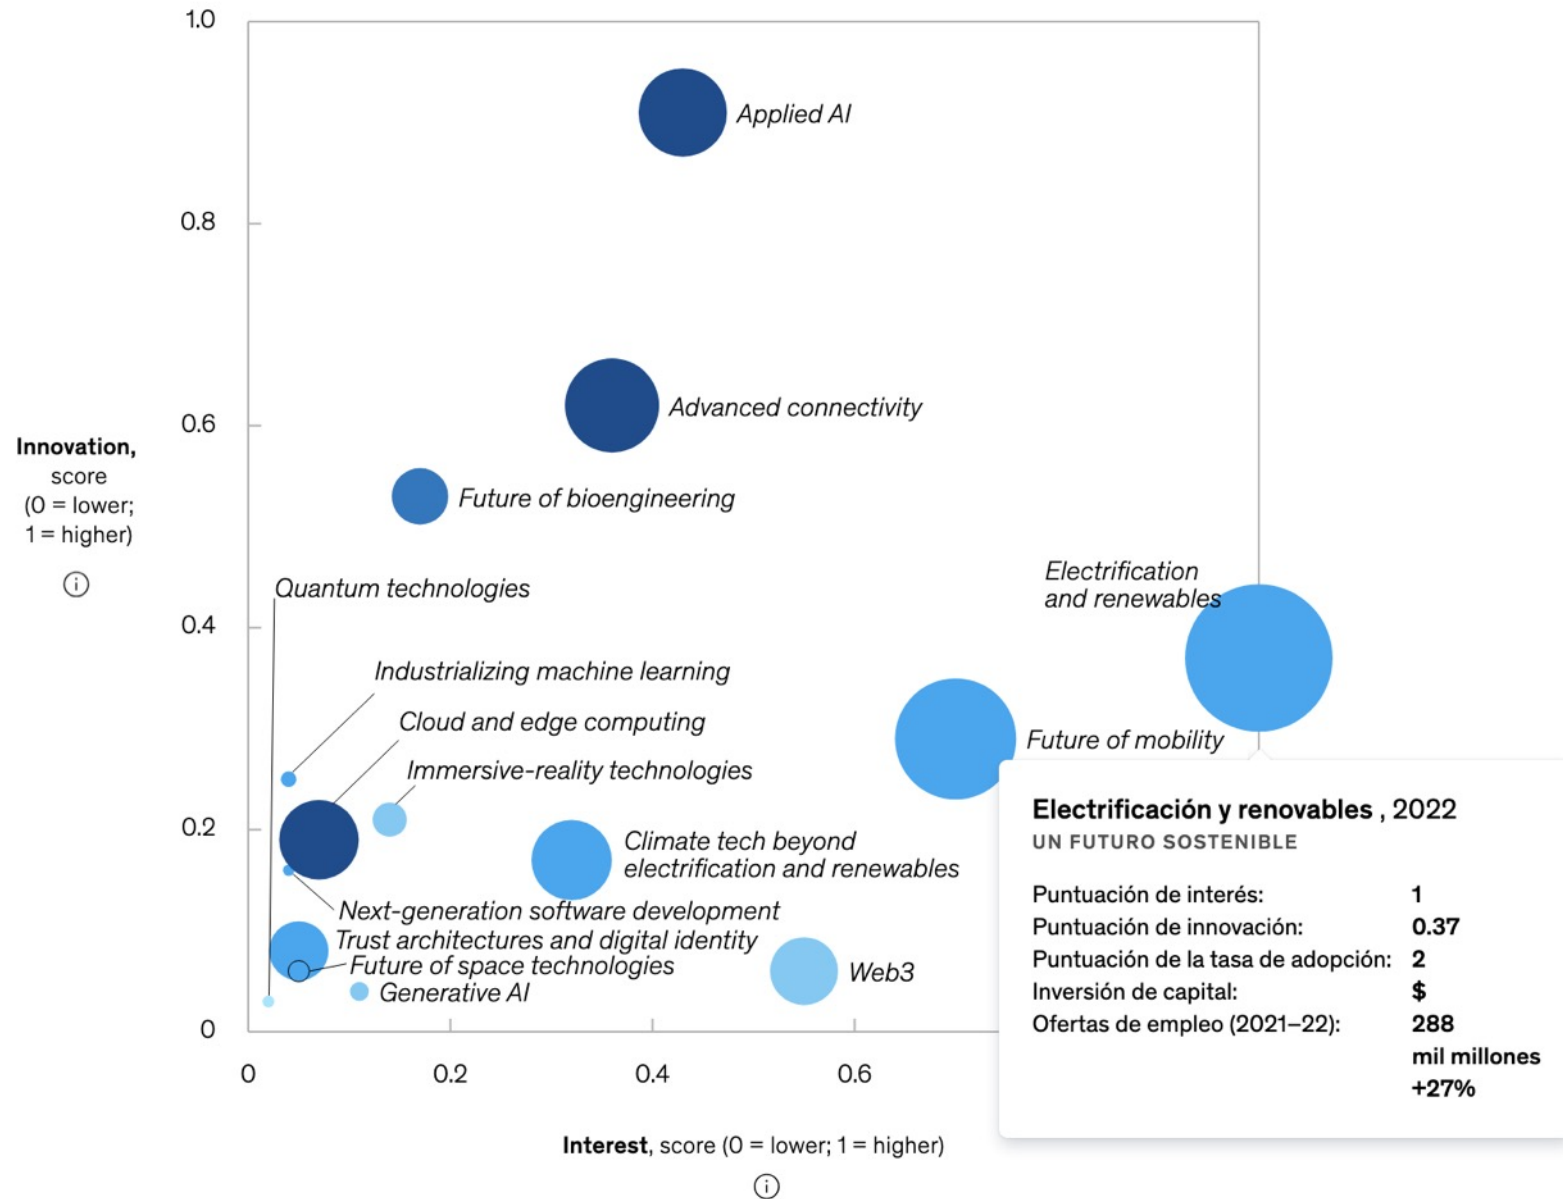 1.0
Applied AI
0.8
Advanced connectivity
0.6
Innovation,
score
(0 = lower;
1 = higher)
i
Future of bioengineering
Quantum technologies
Electrification
and renewables
0.4
Industrializing machine learning
Cloud and edge computing
Future of mobility
Immersive-reality technologies
0.2
Climate tech beyond
electrification and renewables
Next-generation software development
Trust architectures and digital identity
Future of space technologies
Generative AI
Web3
0
0
0.2
0.4
0.6
Interest, score (0 = lower; 1 = higher)
i
Electrificación y renovables , 2022
UN FUTURO SOSTENIBLE
Puntuación de interés: 1
Puntuación de innovación: 0.37
Puntuación de la tasa de adopción: 2
Inversión de capital: $
Ofertas de empleo (2021–22): 288
mil millones
+27%